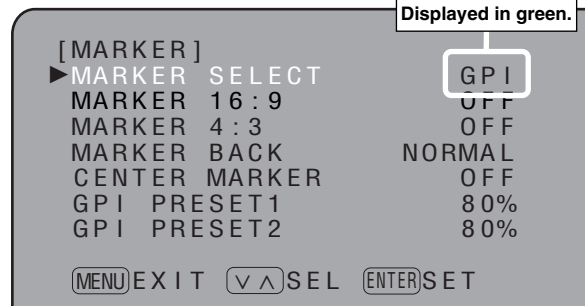 Displayed in green.
[MARKER]
▶MARKER SELECT GPI
MARKER 16:9 OFF
MARKER 4:3 OFF
MARKER BACK NORMAL
CENTER MARKER OFF
GPI PRESET1 80%
GPI PRESET2 80%
MENU EXIT ∨ ∧ SEL ENTER SET